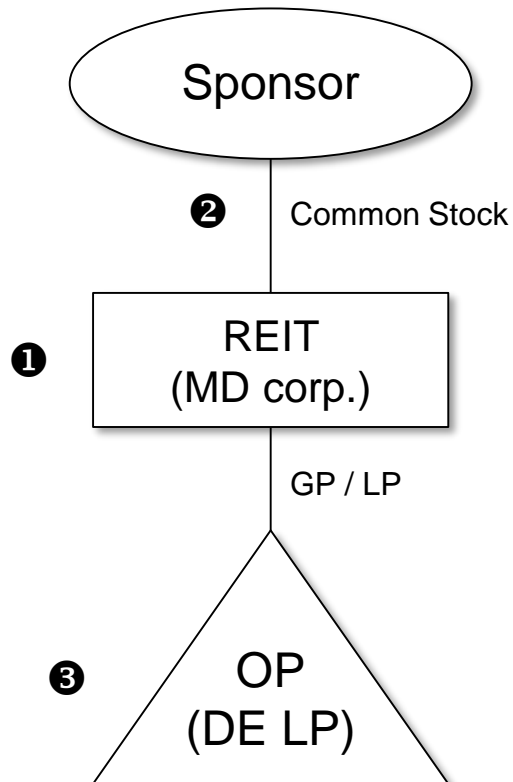 Sponsor
❷ Common Stock
REIT
❶
(MD corp.)
GP / LP
OP
❸
(DE LP)